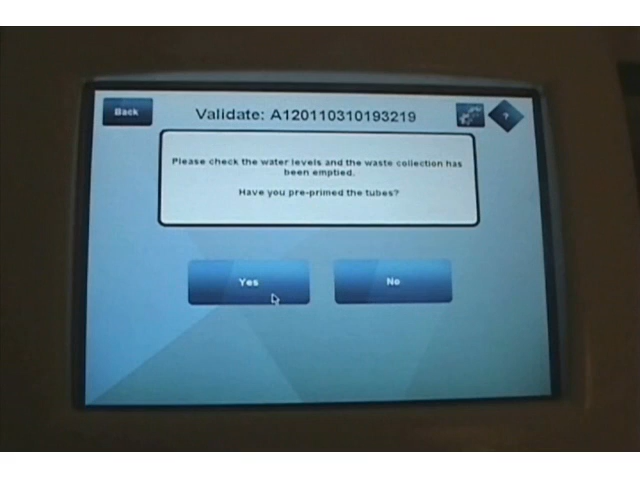 Back
Validate: A120110310193219
?
Please check the water levels and the waste collection has
been emptied.
Have you pre-primed the tubes?
Yes
No